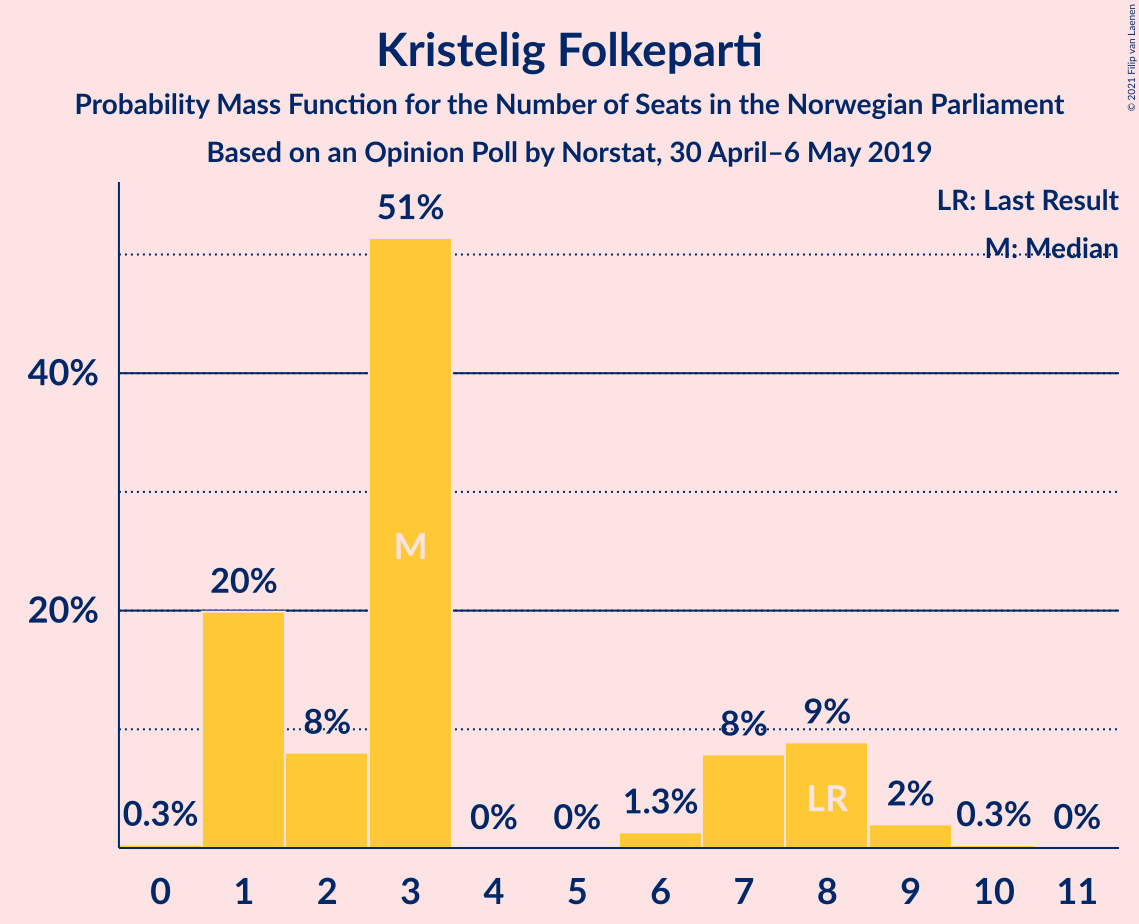 Kristelig Folkeparti
Probability Mass Function for the Number of Seats in the Norwegian Parliament
Based on an Opinion Poll by Norstat, 30 April–6 May 2019
© 2021 Filip van Laenen
LR: Last Result
M: Median
51%
40%
M
20%
20%
8%
8%
9%
0.3%
0%
0%
1.3%
LR
2%
0.3%
0%
0 1 2 3 4 5 6 7 8 9 10 11